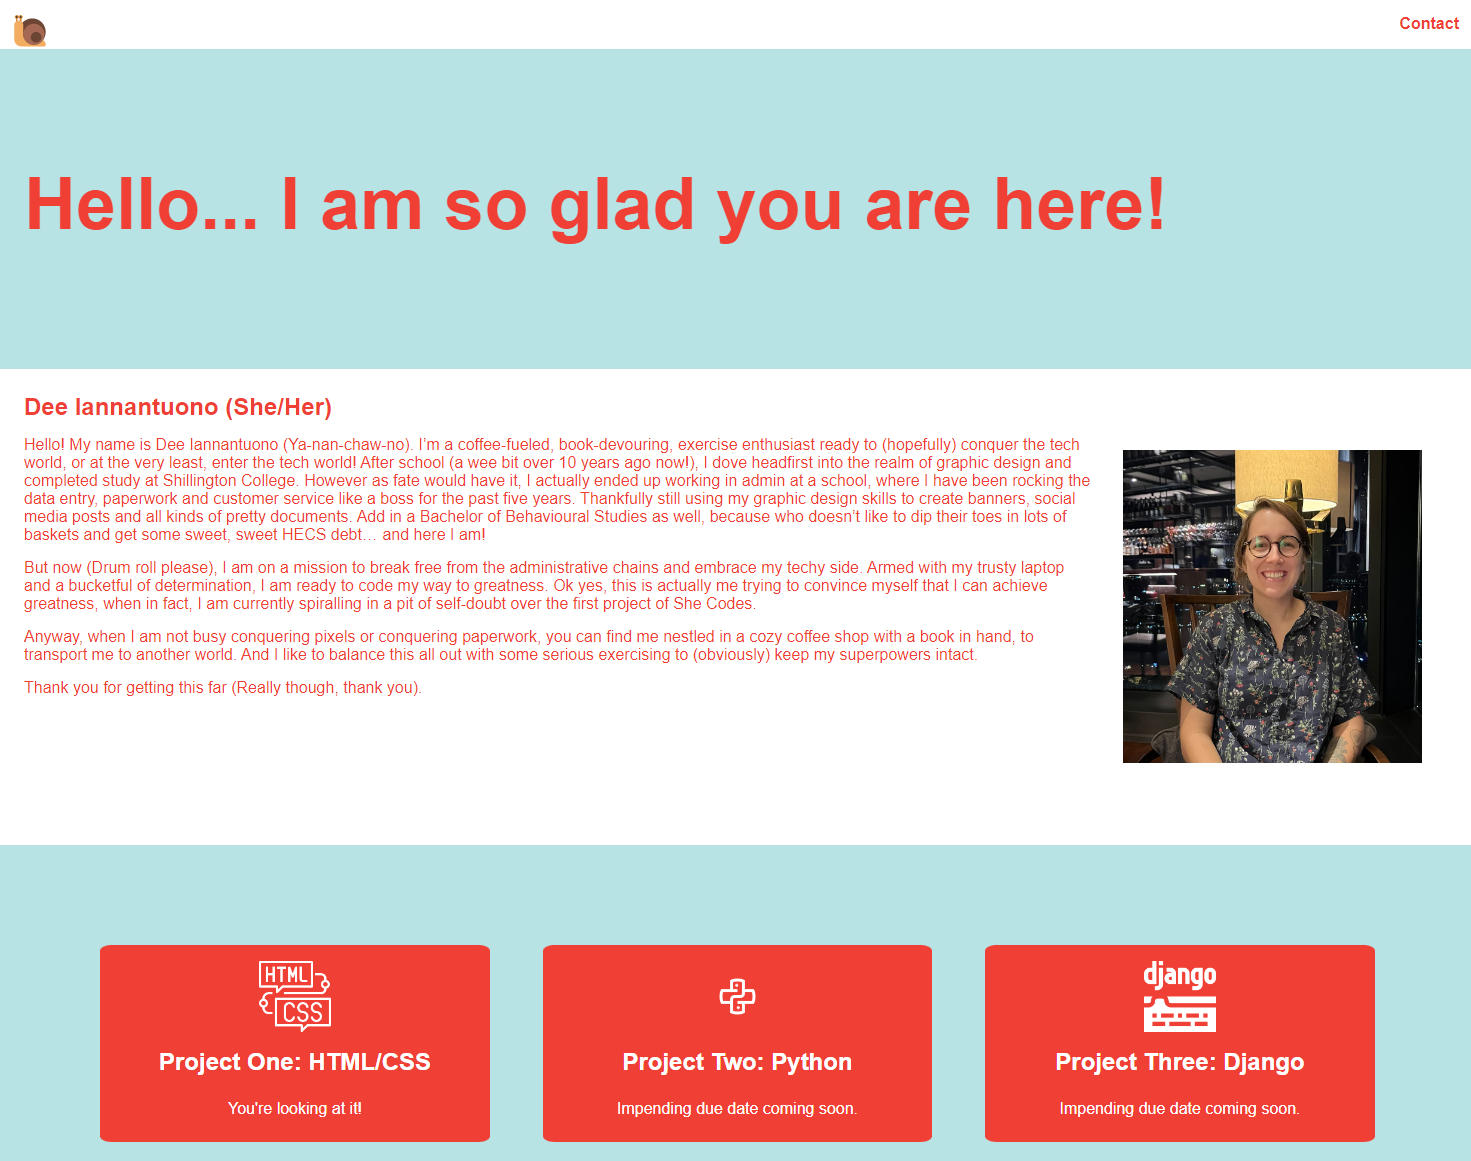 Contact
Hello... I am so glad you are here!
Dee Iannantuono (She/Her)
Hello! My name is Dee Iannantuono (Ya-nan-chaw-no). I’m a coffee-fueled, book-devouring, exercise enthusiast ready to (hopefully) conquer the tech
world, or at the very least, enter the tech world! After school (a wee bit over 10 years ago now!), I dove headfirst into the realm of graphic design and
completed study at Shillington College. However as fate would have it, I actually ended up working in admin at a school, where I have been rocking the
data entry, paperwork and customer service like a boss for the past five years. Thankfully still using my graphic design skills to create banners, social
media posts and all kinds of pretty documents. Add in a Bachelor of Behavioural Studies as well, because who doesn’t like to dip their toes in lots of
baskets and get some sweet, sweet HECS debt… and here I am!
But now (Drum roll please), I am on a mission to break free from the administrative chains and embrace my techy side. Armed with my trusty laptop
and a bucketful of determination, I am ready to code my way to greatness. Ok yes, this is actually me trying to convince myself that I can achieve
greatness, when in fact, I am currently spiralling in a pit of self-doubt over the first project of She Codes.
Anyway, when I am not busy conquering pixels or conquering paperwork, you can find me nestled in a cozy coffee shop with a book in hand, to
transport me to another world. And I like to balance this all out with some serious exercising to (obviously) keep my superpowers intact.
Thank you for getting this far (Really though, thank you).
HTML
CSS
Project One: HTML/CSS
You're looking at it!
Project Two: Python
Impending due date coming soon.
django
Project Three: Django
Impending due date coming soon.